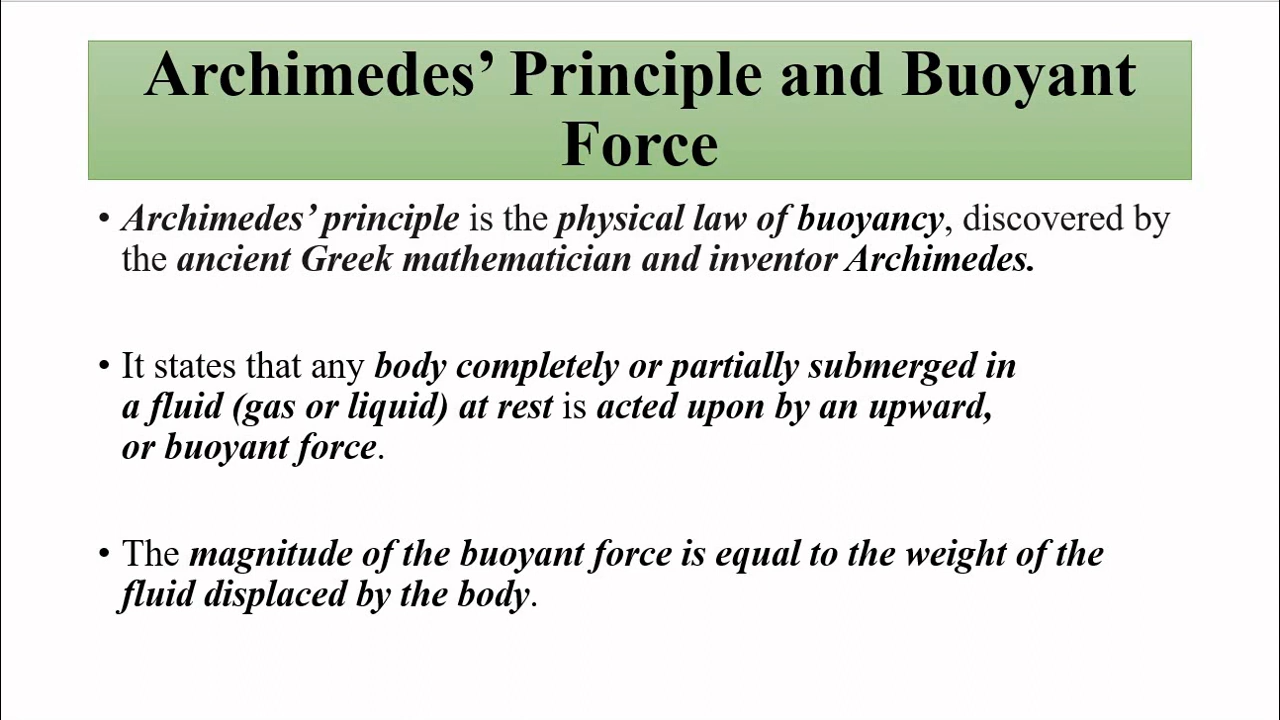 Archimedes’ Principle and Buoyant
Force
• Archimedes’ principle is the physical law of buoyancy, discovered by
the ancient Greek mathematician and inventor Archimedes.
• It states that any body completely or partially submerged in
a fluid (gas or liquid) at rest is acted upon by an upward,
or buoyant force.
• The magnitude of the buoyant force is equal to the weight of the
fluid displaced by the body.